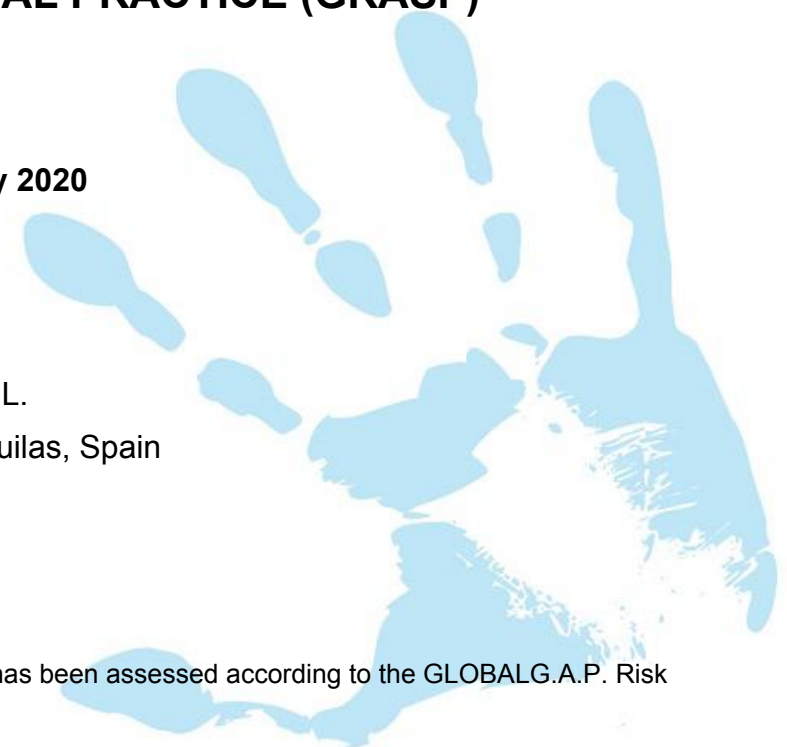 AL PRACTICE (GRASP)
y 2020
L.
uilas, Spain
has been assessed according to the GLOBALG.A.P. Risk